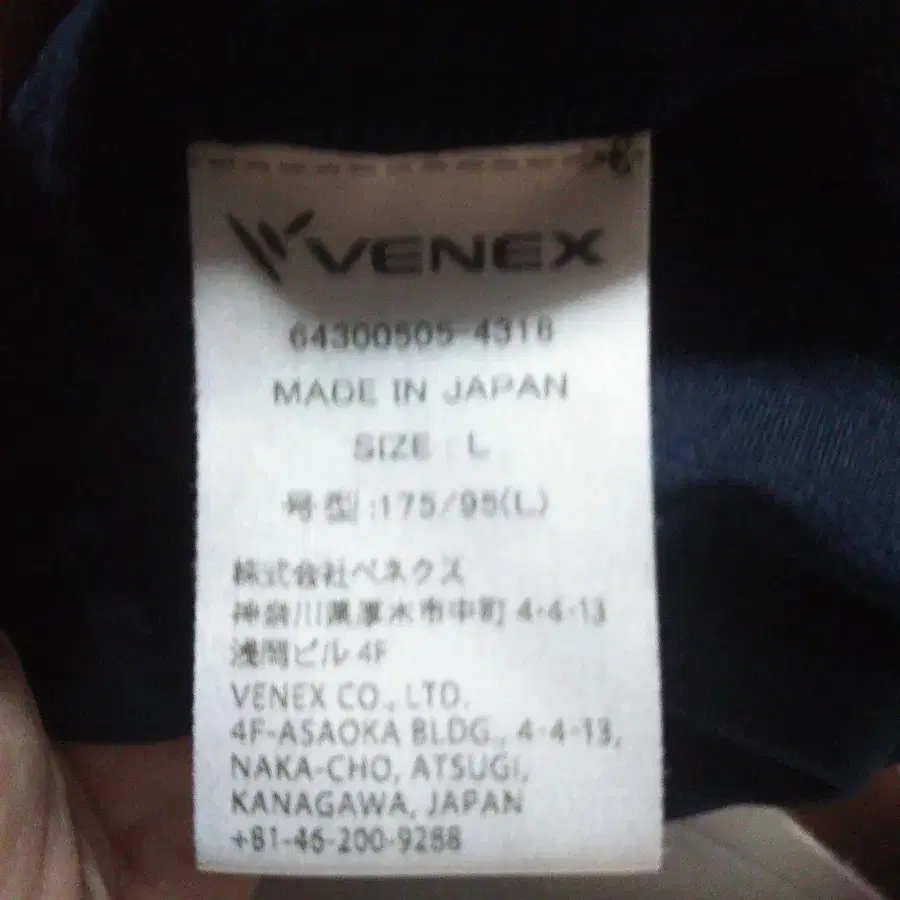 VENEX
64300505-4318
MADE IN JAPAN
SIZE : L
号型:175/95(L)
株式会社ベネクス
神奈川県厚木市中町 4-4-13
浅岡ビル 4F
VENEX CO., LTD.
4F-ASAOKA BLDG., 4-4-13,
NAKA-CHO, ATSUGI,
KANAGAWA, JAPAN
+81-46-200-9288